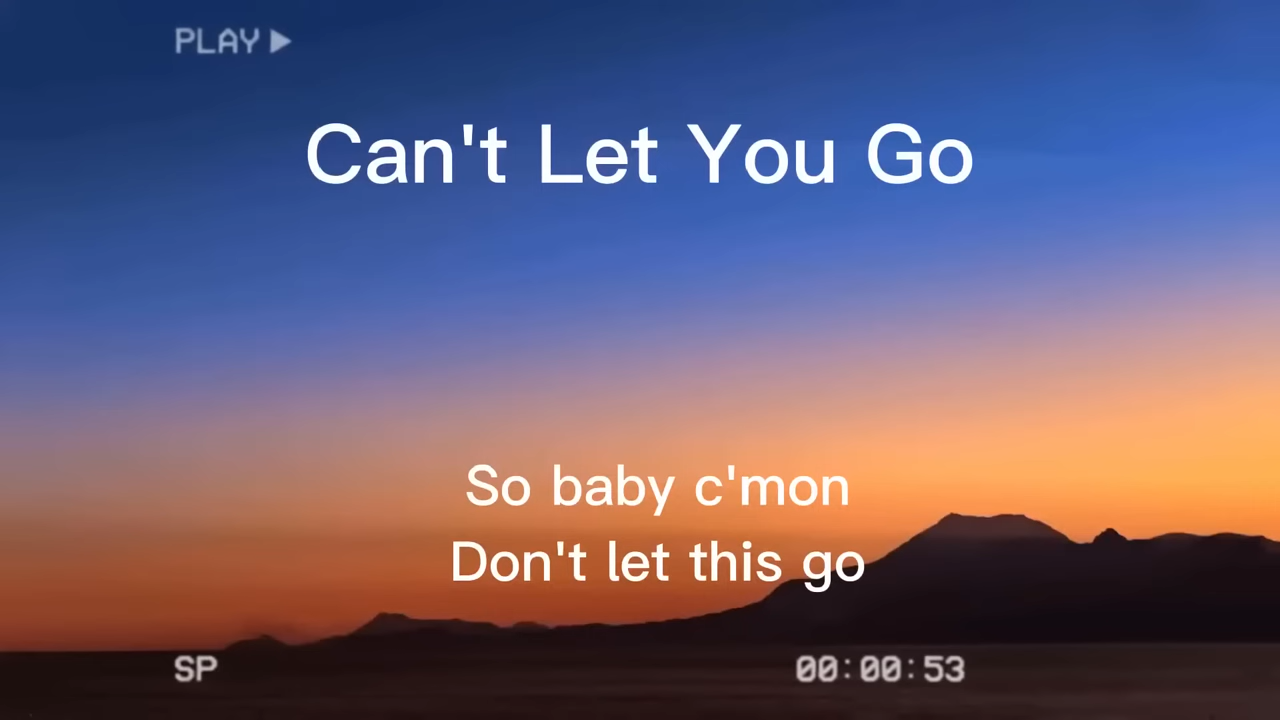 PLAY ▶
Can't Let You Go
So baby c'mon
Don't let this go
SP
00:00:53